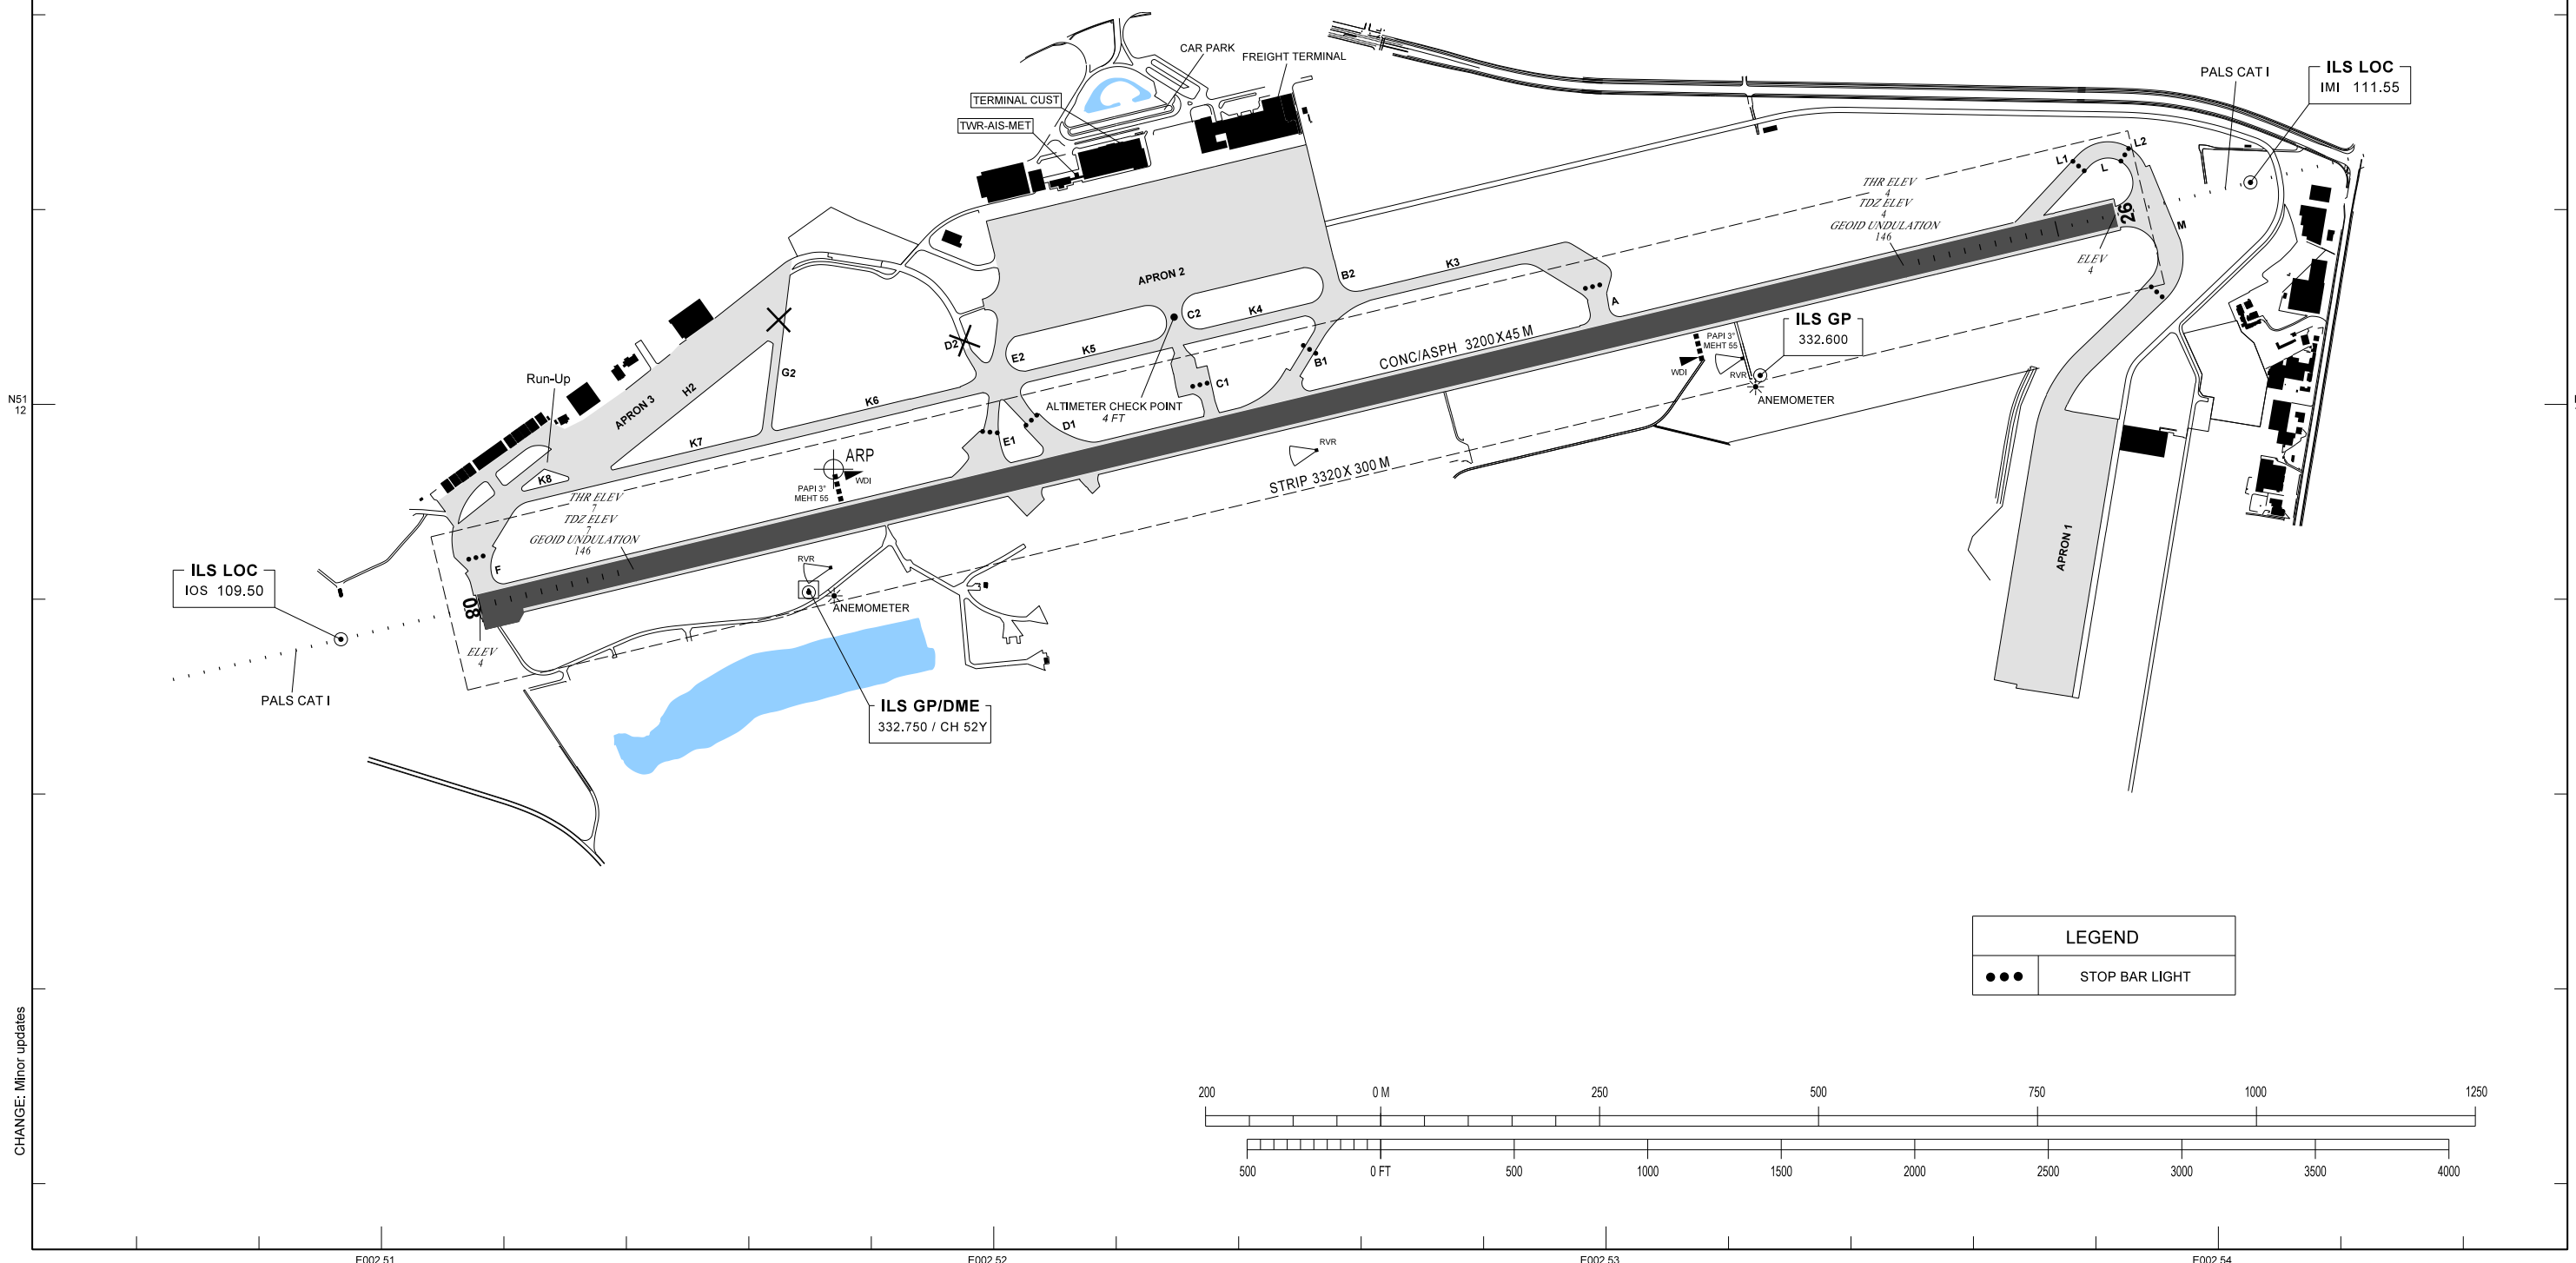 CAR PARK
FREIGHT TERMINAL
TERMINAL CUST
TWR-AIS-MET
PALS CAT I
ILS LOC
IMI 111.55
L1
L2
L
26
M
THR ELEV
4
TDZ ELEV
4
GEOID UNDULATION
146
ELEV
4
APRON 2
B2
K3
A
C2
K4
D2
E2
K5
B1
C1
CONC/ASPH 3200X45 M
PAPI 3°
MEHT 55
WDI
RVR
ILS GP
332.600
ANEMOMETER
N51
12
Run-Up
APRON 3
H2
G2
K6
K7
K8
ALTIMETER CHECK POINT
4 FT
D1
E1
RVR
STRIP 3320X 300 M
ARP
WDI
PAPI 3°
MEHT 55
THR ELEV
7
TDZ ELEV
7
GEOID UNDULATION
146
APRON 1
F
ILS LOC
IOS 109.50
08
ELEV
4
RVR
ANEMOMETER
PALS CAT I
ILS GP/DME
332.750 / CH 52Y
LEGEND
STOP BAR LIGHT
CHANGE: Minor updates
200 0 M 250 500 750 1000 1250
500 0 FT 500 1000 1500 2000 2500 3000 3500 4000
E002 51 E002 52 E002 53 E002 54